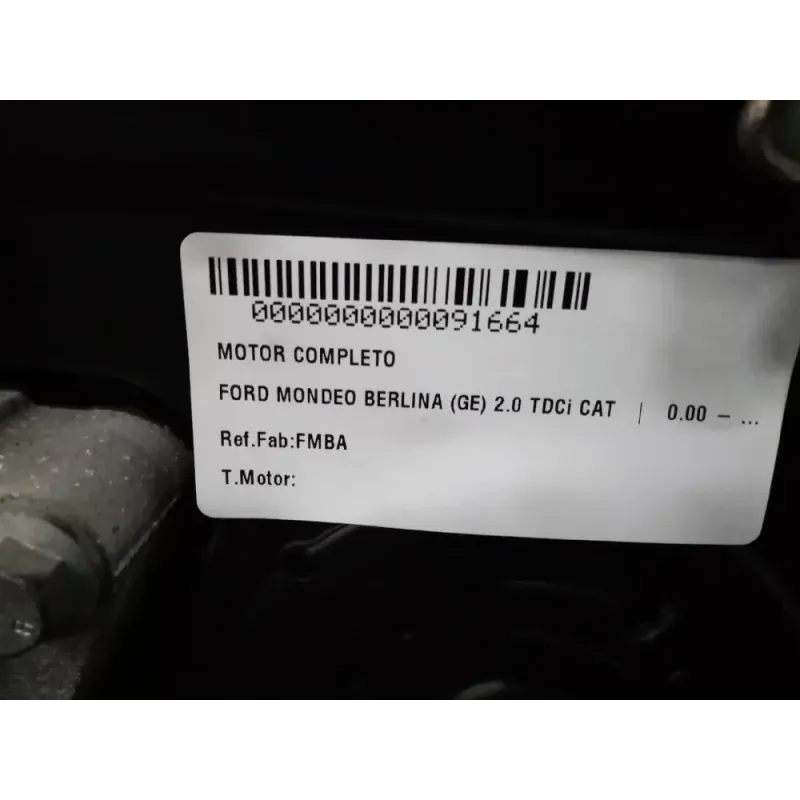 0000000000091664
MOTOR COMPLETO
FORD MONDEO BERLINA (GE) 2.0 TDCi CAT | 0.00 – ...
Ref.Fab:FMBA
T.Motor: